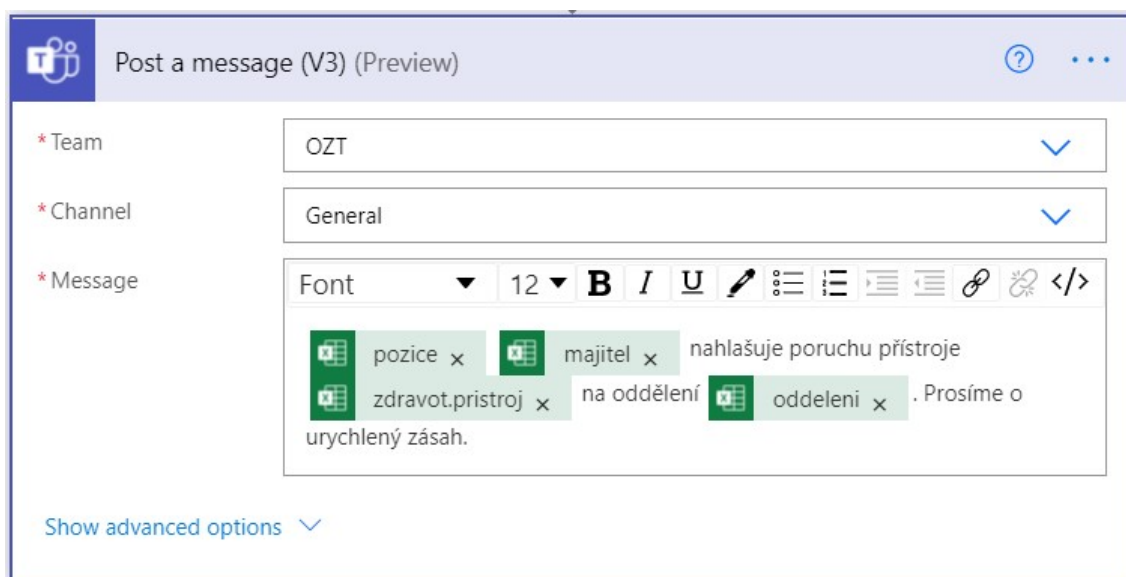 Post a message (V3) (Preview)
* Team
OZT
* Channel
General
* Message
Font 12 B I U </>
pozice × majitel × nahlašuje poruchu přístroje
zdravot.pristroj × na oddělení oddeleni × . Prosíme o
urychlený zásah.
Show advanced options